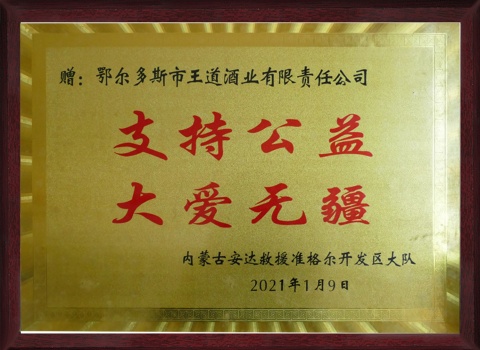 赠：鄂尔多斯市王道酒业有限责任公司
支持公益
大爱无疆
内蒙古安达救援准格尔开发区大队
2021年1月9日